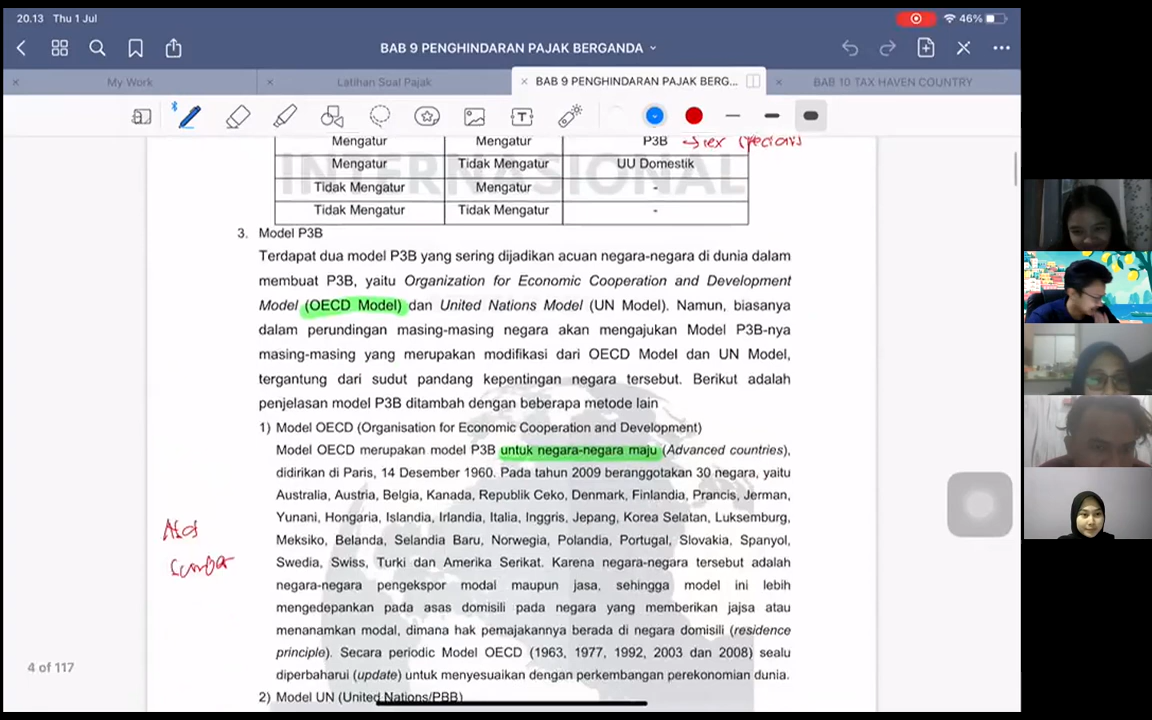 20.13 Thu 1 Jul
46%
BAB 9 PENGHINDARAN PAJAK BERGANDA
My Work
Latihan Soal Pajak
BAB 9 PENGHINDARAN PAJAK BERG...
BAB 10 TAX HAVEN COUNTRY
Mengatur Mengatur P3B → lex specialis
Mengatur Tidak Mengatur UU Domestik
Tidak Mengatur Mengatur -
Tidak Mengatur Tidak Mengatur -
INTERNASIONAL
3. Model P3B
Terdapat dua model P3B yang sering dijadikan acuan negara-negara di dunia dalam
membuat P3B, yaitu Organization for Economic Cooperation and Development
Model (OECD Model) dan United Nations Model (UN Model). Namun, biasanya
dalam perundingan masing-masing negara akan mengajukan Model P3B-nya
masing-masing yang merupakan modifikasi dari OECD Model dan UN Model,
tergantung dari sudut pandang kepentingan negara tersebut. Berikut adalah
penjelasan model P3B ditambah dengan beberapa metode lain
1) Model OECD (Organisation for Economic Cooperation and Development)
Model OECD merupakan model P3B untuk negara-negara maju (Advanced countries),
didirikan di Paris, 14 Desember 1960. Pada tahun 2009 beranggotakan 30 negara, yaitu
Australia, Austria, Belgia, Kanada, Republik Ceko, Denmark, Finlandia, Prancis, Jerman,
Yunani, Hongaria, Islandia, Irlandia, Italia, Inggris, Jepang, Korea Selatan, Luksemburg,
Meksiko, Belanda, Selandia Baru, Norwegia, Polandia, Portugal, Slovakia, Spanyol,
Swedia, Swiss, Turki dan Amerika Serikat. Karena negara-negara tersebut adalah
negara-negara pengekspor modal maupun jasa, sehingga model ini lebih
mengedepankan pada asas domisili pada negara yang memberikan jajsa atau
menanamkan modal, dimana hak pemajakannya berada di negara domisili (residence
principle). Secara periodic Model OECD (1963, 1977, 1992, 2003 dan 2008) sealu
diperbaharui (update) untuk menyesuaikan dengan perkembangan perekonomian dunia.
2) Model UN (United Nations/PBB)
4 of 117